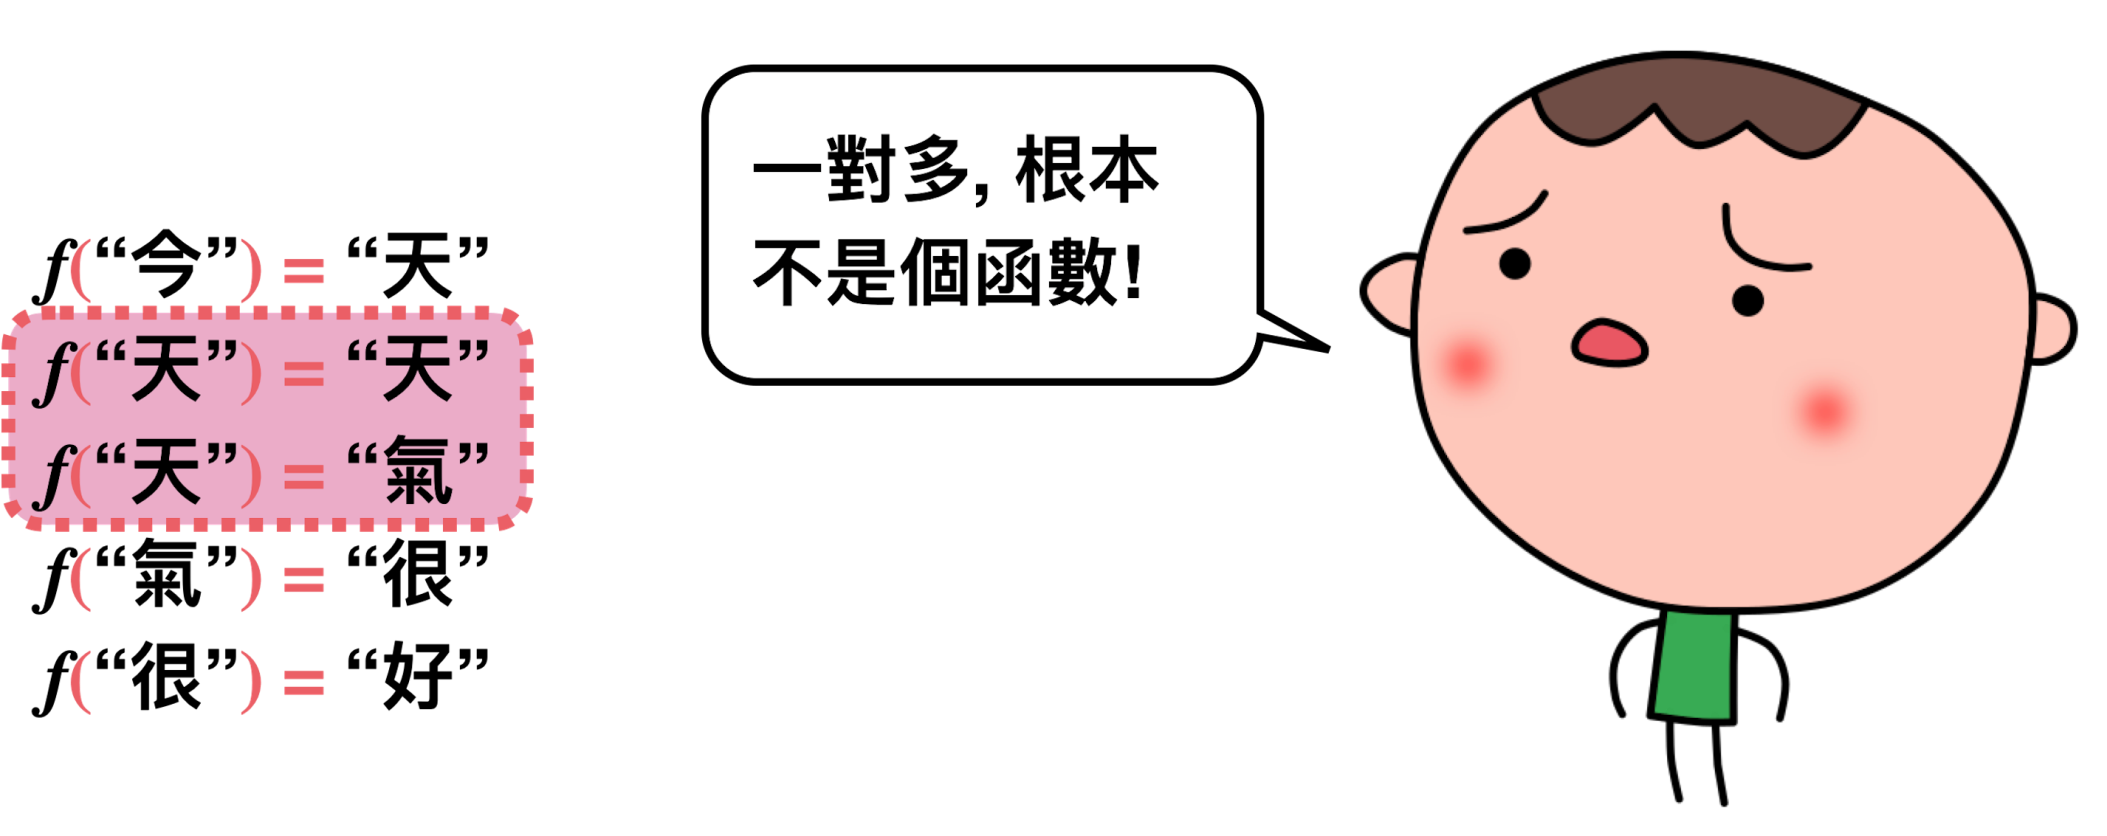 f(“今”) = “天”
f(“天”) = “天”
f(“天”) = “氣”
f(“氣”) = “很”
f(“很”) = “好”
一對多, 根本
不是個函數!